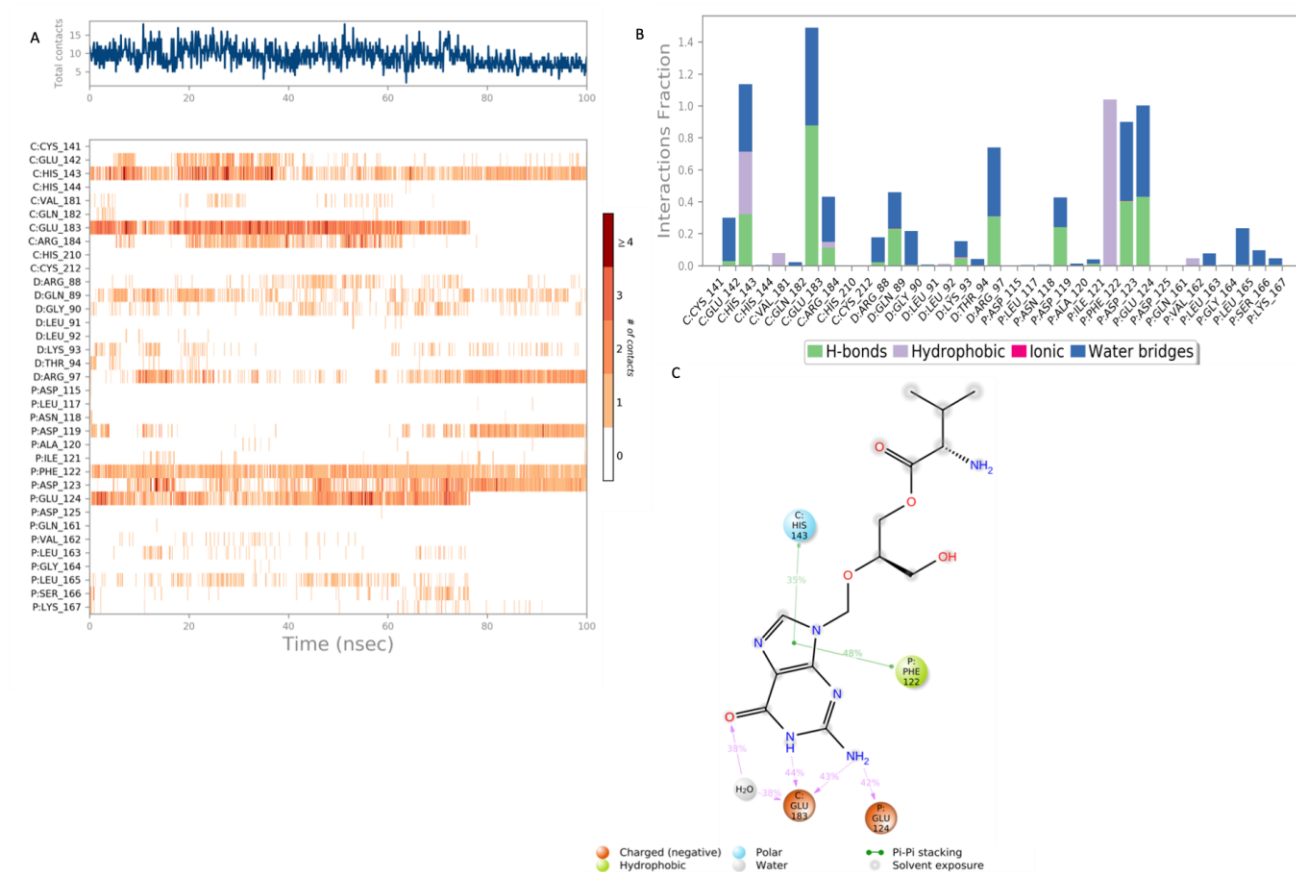 A
Total contacts
15
10
5
0
20
40
60
80
100
C:CYS_141
C:GLU_142
C:HIS_143
C:HIS_144
C:VAL_181
C:GLN_182
C:GLU_183
C:ARG_184
C:HIS_210
C:CYS_212
D:ARG_88
D:GLN_89
D:GLY_90
D:LEU_91
D:LEU_92
D:LYS_93
D:THR_94
D:ARG_97
P:ASP_115
P:LEU_117
P:ASN_118
P:ASP_119
P:ALA_120
P:ILE_121
P:PHE_122
P:ASP_123
P:GLU_124
P:ASP_125
P:GLN_161
P:VAL_162
P:LEU_163
P:GLY_164
P:LEU_165
P:SER_166
P:LYS_167
0
20
40
60
80
100
Time (nsec)
≥4
3
2
1
0
# of contacts
B
Interactions Fraction
1.4
1.2
1.0
0.8
0.6
0.4
0.2
0.0
C:CYS_141
C:GLU_142
C:HIS_143
C:HIS_144
C:VAL_181
C:GLN_182
C:GLU_183
C:ARG_184
C:HIS_210
C:CYS_212
D:ARG_88
D:GLN_89
D:GLY_90
D:LEU_91
D:LEU_92
D:LYS_93
D:THR_94
D:ARG_97
P:ASP_115
P:LEU_117
P:ASN_118
P:ASP_119
P:ALA_120
P:ILE_121
P:PHE_122
P:ASP_123
P:GLU_124
P:ASP_125
P:GLN_161
P:VAL_162
P:LEU_163
P:GLY_164
P:LEU_165
P:SER_166
P:LYS_167
H-bonds Hydrophobic Ionic Water bridges
C
O
NH₂
O
C:
HIS
143
OH
O
35%
N
N
48%
P:
PHE
122
N
O
N
H
NH₂
38%
44%
43%
42%
H₂O
38%
C:
GLU
183
P:
GLU
124
Charged (negative) Polar Pi-Pi stacking
Hydrophobic Water Solvent exposure